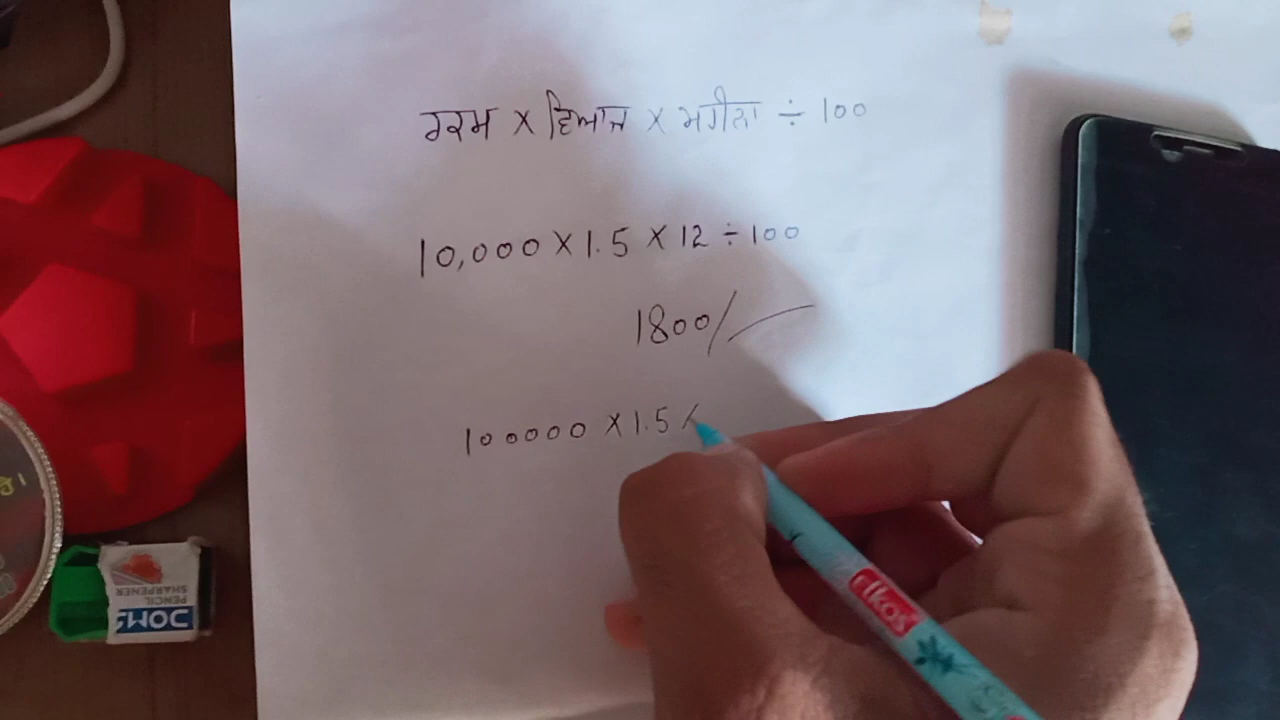 ਰਕਮ X ਵਿਆਜ X ਮਹੀਨਾ ÷ 100
10,000 X 1.5 X 12 ÷ 100
1800/
100000 X 1.5
DOMS
PENCIL
SHARPENER